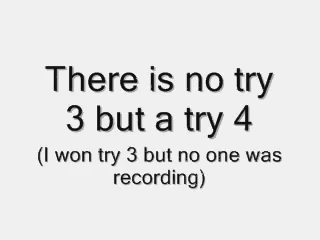 There is no try
3 but a try 4
(I won try 3 but no one was
recording)